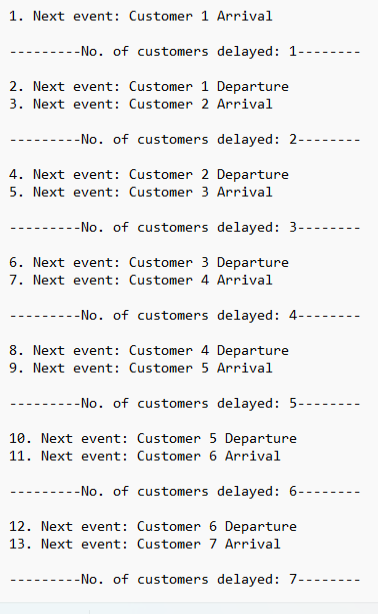 1. Next event: Customer 1 Arrival
---------No. of customers delayed: 1--------
2. Next event: Customer 1 Departure
3. Next event: Customer 2 Arrival
---------No. of customers delayed: 2--------
4. Next event: Customer 2 Departure
5. Next event: Customer 3 Arrival
---------No. of customers delayed: 3--------
6. Next event: Customer 3 Departure
7. Next event: Customer 4 Arrival
---------No. of customers delayed: 4--------
8. Next event: Customer 4 Departure
9. Next event: Customer 5 Arrival
---------No. of customers delayed: 5--------
10. Next event: Customer 5 Departure
11. Next event: Customer 6 Arrival
---------No. of customers delayed: 6--------
12. Next event: Customer 6 Departure
13. Next event: Customer 7 Arrival
---------No. of customers delayed: 7--------